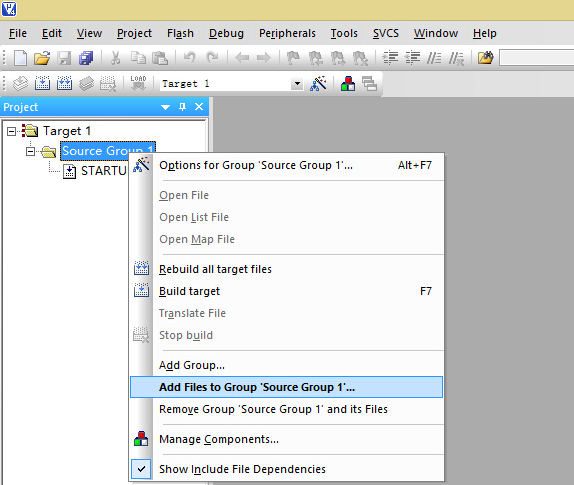 File Edit View Project Flash Debug Peripherals Tools SVCS Window Help
LOAD Target 1
Project
Target 1
Source Group 1
STARTU
Options for Group 'Source Group 1'... Alt+F7
Open File
Open List File
Open Map File
Rebuild all target files
Build target F7
Translate File
Stop build
Add Group...
Add Files to Group 'Source Group 1'...
Remove Group 'Source Group 1' and its Files
Manage Components...
Show Include File Dependencies